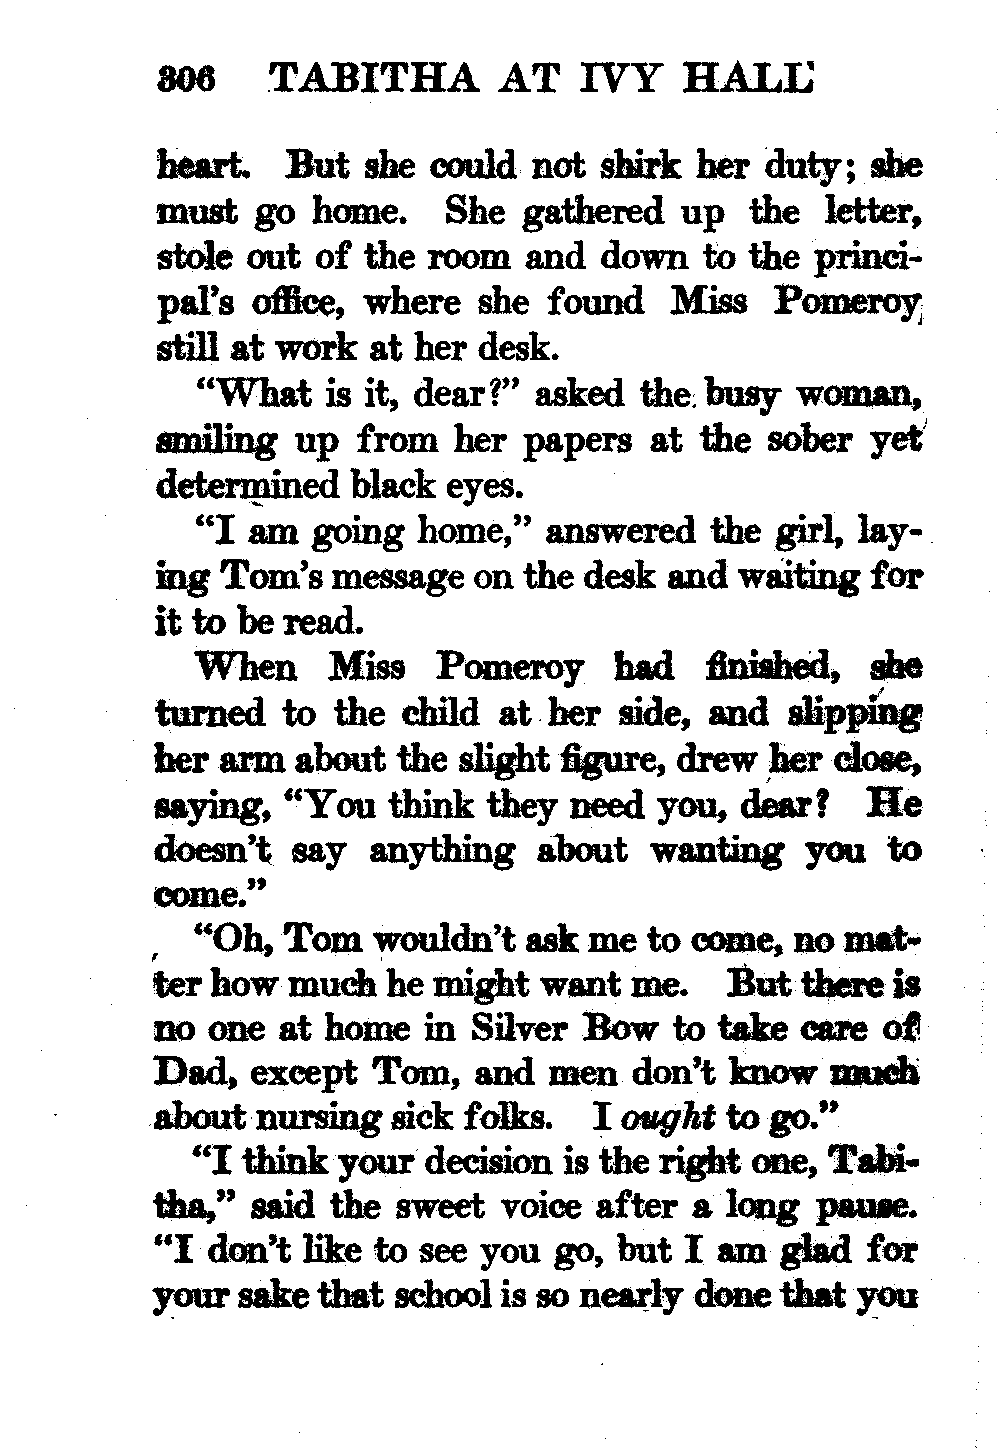 306 TABITHA AT IVY HALL
heart. But she could not shirk her duty; she
must go home. She gathered up the letter,
stole out of the room and down to the princi-
pal's office, where she found Miss Pomeroy
still at work at her desk.
"What is it, dear?" asked the busy woman,
smiling up from her papers at the sober yet
determined black eyes.
"I am going home," answered the girl, lay-
ing Tom's message on the desk and waiting for
it to be read.
When Miss Pomeroy had finished, she
turned to the child at her side, and slipping
her arm about the slight figure, drew her close,
saying, "You think they need you, dear? He
doesn't say anything about wanting you to
come."
"Oh, Tom wouldn't ask me to come, no mat-
ter how much he might want me. But there is
no one at home in Silver Bow to take care of
Dad, except Tom, and men don't know much
about nursing sick folks. I ought to go."
"I think your decision is the right one, Tabi-
tha," said the sweet voice after a long pause.
"I don't like to see you go, but I am glad for
your sake that school is so nearly done that you